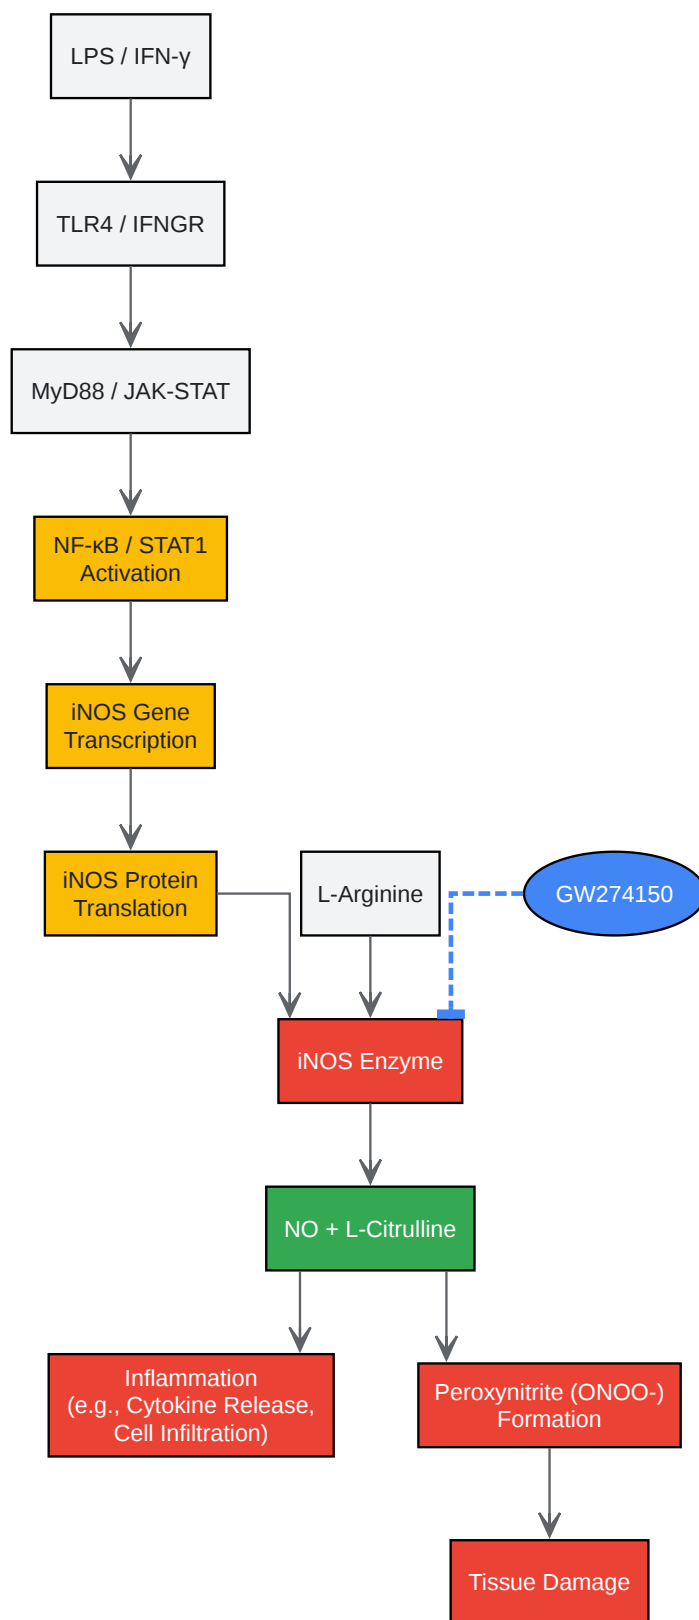 LPS / IFN-γ
TLR4 / IFNGR
MyD88 / JAK-STAT
NF-κB / STAT1
Activation
iNOS Gene
Transcription
iNOS Protein
Translation
L-Arginine
GW274150
iNOS Enzyme
NO + L-Citrulline
Inflammation
(e.g., Cytokine Release,
Cell Infiltration)
Peroxynitrite (ONOO-)
Formation
Tissue Damage